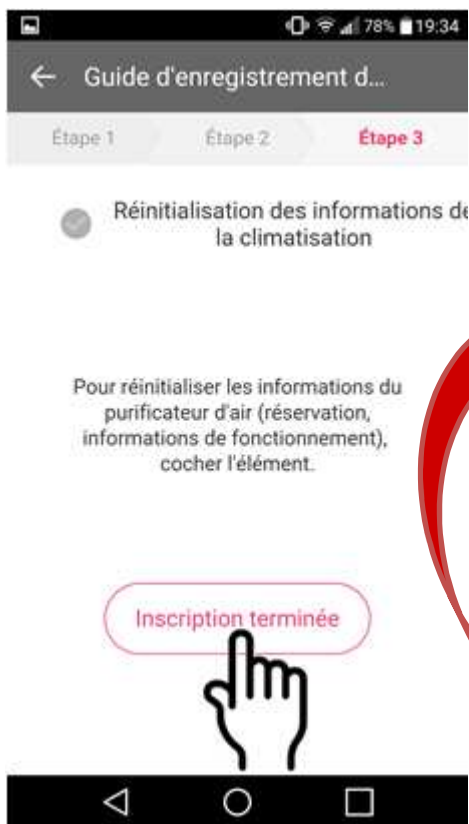 78% 19:34
Guide d'enregistrement d...
Étape 1 Étape 2 Étape 3
Réinitialisation des informations de
la climatisation
Pour réinitialiser les informations du
purificateur d'air (réservation,
informations de fonctionnement),
cocher l'élément.
Inscription terminée